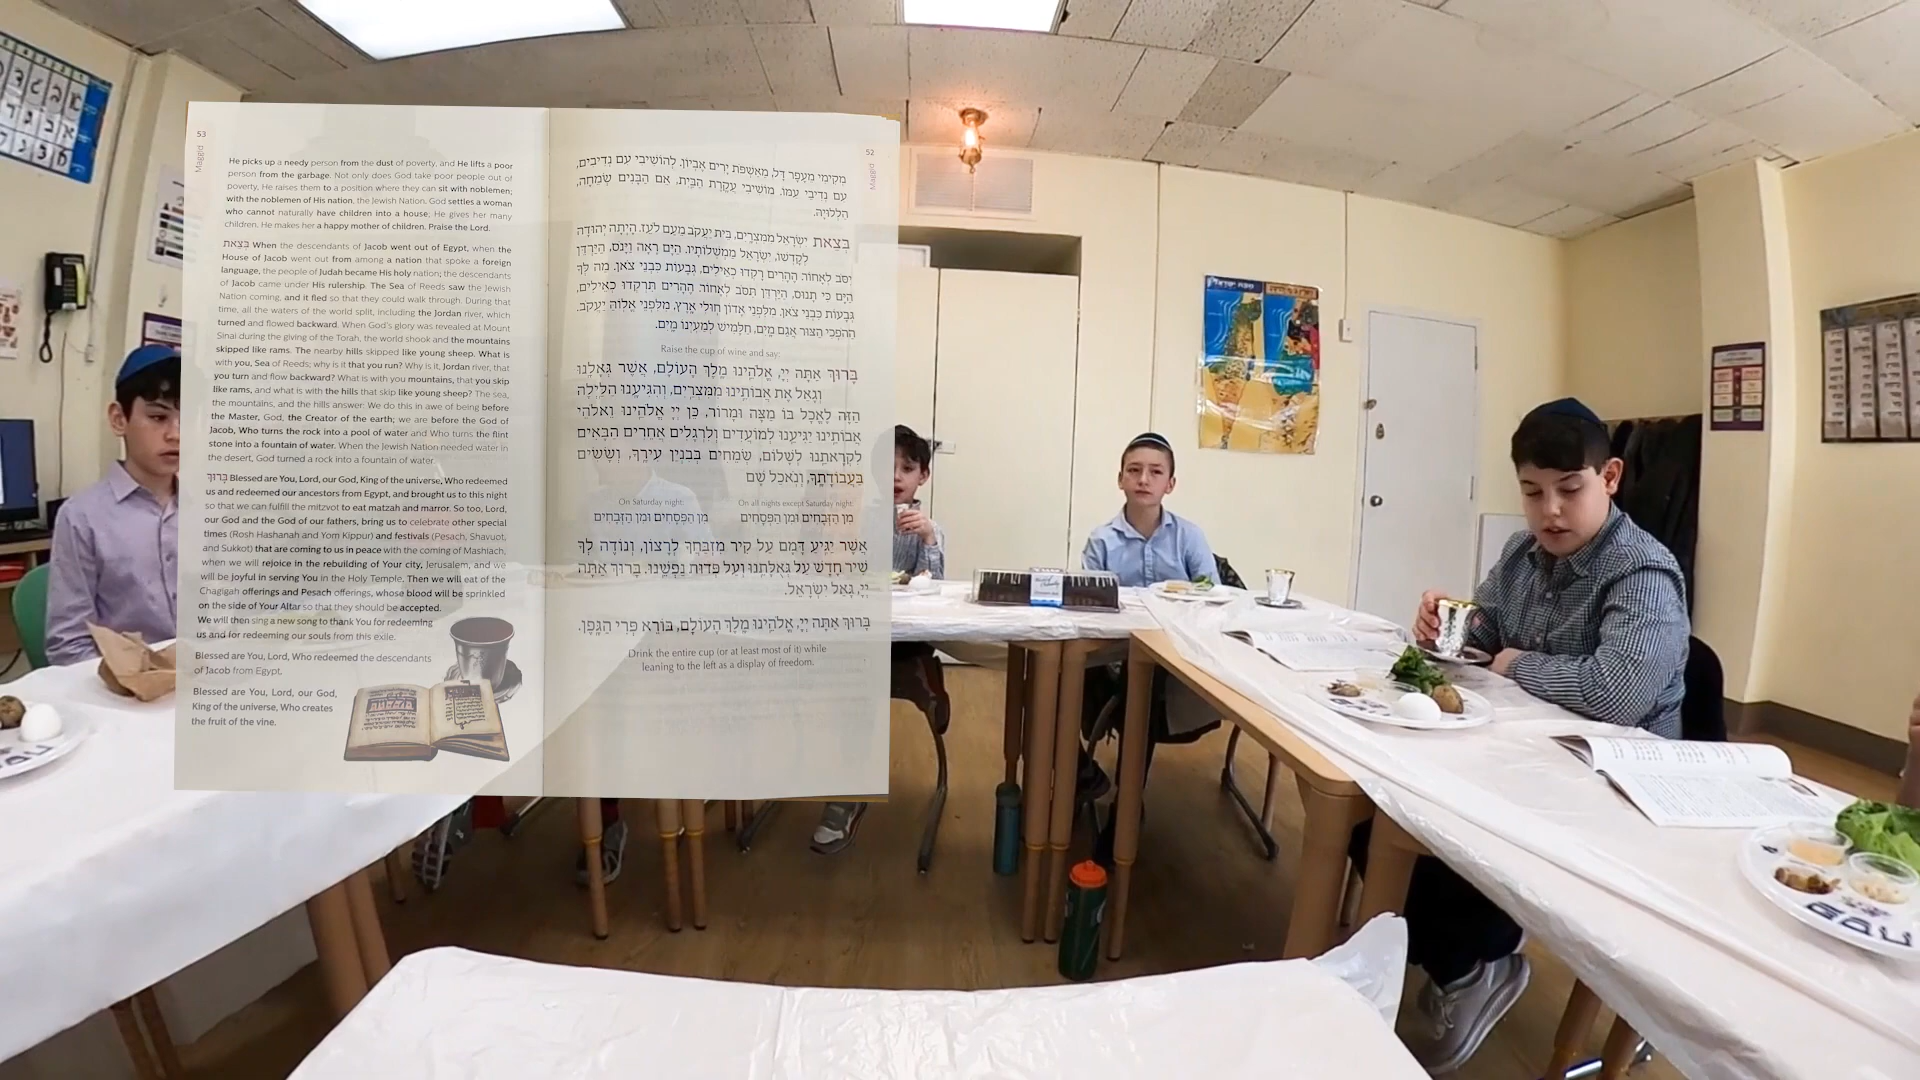 53
Maggid
He picks up a needy person from the dust of poverty, and He lifts a poor
person from the garbage. Not only does God take poor people out of
poverty, He raises them to a position where they can sit with noblemen;
with the noblemen of His nation, the Jewish Nation. God settles a woman
who cannot naturally have children into a house; He gives her many
children. He makes her a happy mother of children. Praise the Lord.
בְּצֵאת When the descendants of Jacob went out of Egypt, when the
House of Jacob went out from among a nation that spoke a foreign
language, the people of Judah became His holy nation; the descendants
of Jacob came under His rulership. The Sea of Reeds saw the Jewish
Nation coming, and it fled so that they could walk through. During that
time, all the waters of the world split, including the Jordan river, which
turned and flowed backward. When God's glory was revealed at Mount
Sinai during the giving of the Torah, the world shook and the mountains
skipped like rams. The nearby hills skipped like young sheep. What is
with you, Sea of Reeds; why is it that you run? Why is it, Jordan river, that
you turn and flow backward? What is with you mountains, that you skip
like rams, and what is with the hills that skip like young sheep? The sea,
the mountains, and the hills answer: We do this in awe of being before
the Master, God, the Creator of the earth; we are before the God of
Jacob, Who turns the rock into a pool of water and Who turns the flint
stone into a fountain of water. When the Jewish Nation needed water in
the desert, God turned a rock into a fountain of water.
בָּרוּךְ Blessed are You, Lord, our God, King of the universe, Who redeemed
us and redeemed our ancestors from Egypt, and brought us to this night
so that we can fulfill the mitzvot to eat matzah and marror. So too, Lord,
our God and the God of our fathers, bring us to celebrate other special
times (Rosh Hashanah and Yom Kippur) and festivals (Pesach, Shavuot,
and Sukkot) that are coming to us in peace with the coming of Mashiach,
when we will rejoice in the rebuilding of Your city, Jerusalem, and we
will be joyful in serving You in the Holy Temple. Then we will eat of the
Chagigah offerings and Pesach offerings, whose blood will be sprinkled
on the side of Your Altar so that they should be accepted.
We will then sing a new song to thank You for redeeming
us and for redeeming our souls from this exile.
Blessed are You, Lord, Who redeemed the descendants
of Jacob from Egypt.
Blessed are You, Lord, our God,
King of the universe, Who creates
the fruit of the vine.
52
Maggid
מְקִימִי מֵעָפָר דָּל, מֵאַשְׁפֹּת יָרִים אֶבְיוֹן. לְהוֹשִׁיבִי עִם נְדִיבִים,
עִם נְדִיבֵי עַמּוֹ. מוֹשִׁיבִי עֲקֶרֶת הַבַּיִת, אֵם הַבָּנִים שְׂמֵחָה,
הַלְלוּיָהּ.
בְּצֵאת יִשְׂרָאֵל מִמִּצְרַיִם, בֵּית יַעֲקֹב מֵעַם לֹעֵז. הָיְתָה יְהוּדָה
לְקָדְשׁוֹ, יִשְׂרָאֵל מַמְשְׁלוֹתָיו. הַיָּם רָאָה וַיָּנֹס, הַיַּרְדֵּן
יִסֹּב לְאָחוֹר. הֶהָרִים רָקְדוּ כְאֵילִים, גְּבָעוֹת כִּבְנֵי צֹאן. מַה לְּךָ
הַיָּם כִּי תָנוּס, הַיַּרְדֵּן תִּסֹּב לְאָחוֹר. הֶהָרִים תִּרְקְדוּ כְאֵילִים,
גְּבָעוֹת כִּבְנֵי צֹאן. מִלִּפְנֵי אָדוֹן חוּלִי אָרֶץ, מִלִּפְנֵי אֱלוֹהַּ יַעֲקֹב.
הַהֹפְכִי הַצּוּר אֲגַם מָיִם, חַלָּמִישׁ לְמַעְיְנוֹ מָיִם.
Raise the cup of wine and say:
בָּרוּךְ אַתָּה יְיָ, אֱלֹהֵינוּ מֶלֶךְ הָעוֹלָם, אֲשֶׁר גְּאָלָנוּ
וְגָאַל אֶת אֲבוֹתֵינוּ מִמִּצְרַיִם, וְהִגִּיעָנוּ הַלַּיְלָה
הַזֶּה לֶאֱכָל בּוֹ מַצָּה וּמָרוֹר. כֵּן יְיָ אֱלֹהֵינוּ וֵאלֹהֵי
אֲבוֹתֵינוּ יַגִּיעֵנוּ לְמוֹעֲדִים וְלִרְגָלִים אֲחֵרִים הַבָּאִים
לִקְרָאתֵנוּ לְשָׁלוֹם, שְׂמֵחִים בְּבִנְיַן עִירֶךָ, וְשָׂשִׂים
בַּעֲבוֹדָתֶךָ, וְנֹאכַל שָׁם
On all nights except Saturday night:
מִן הַזְּבָחִים וּמִן הַפְּסָחִים
On Saturday night:
מִן הַפְּסָחִים וּמִן הַזְּבָחִים
אֲשֶׁר יַגִּיעַ דָּמָם עַל קִיר מִזְבַּחֲךָ לְרָצוֹן, וְנוֹדֶה לְּךָ
שִׁיר חָדָשׁ עַל גְּאֻלָּתֵנוּ וְעַל פְּדוּת נַפְשֵׁנוּ. בָּרוּךְ אַתָּה
יְיָ, גָּאַל יִשְׂרָאֵל.
בָּרוּךְ אַתָּה יְיָ, אֱלֹהֵינוּ מֶלֶךְ הָעוֹלָם, בּוֹרֵא פְּרִי הַגָּפֶן.
Drink the entire cup (or at least most of it) while
leaning to the left as a display of freedom.